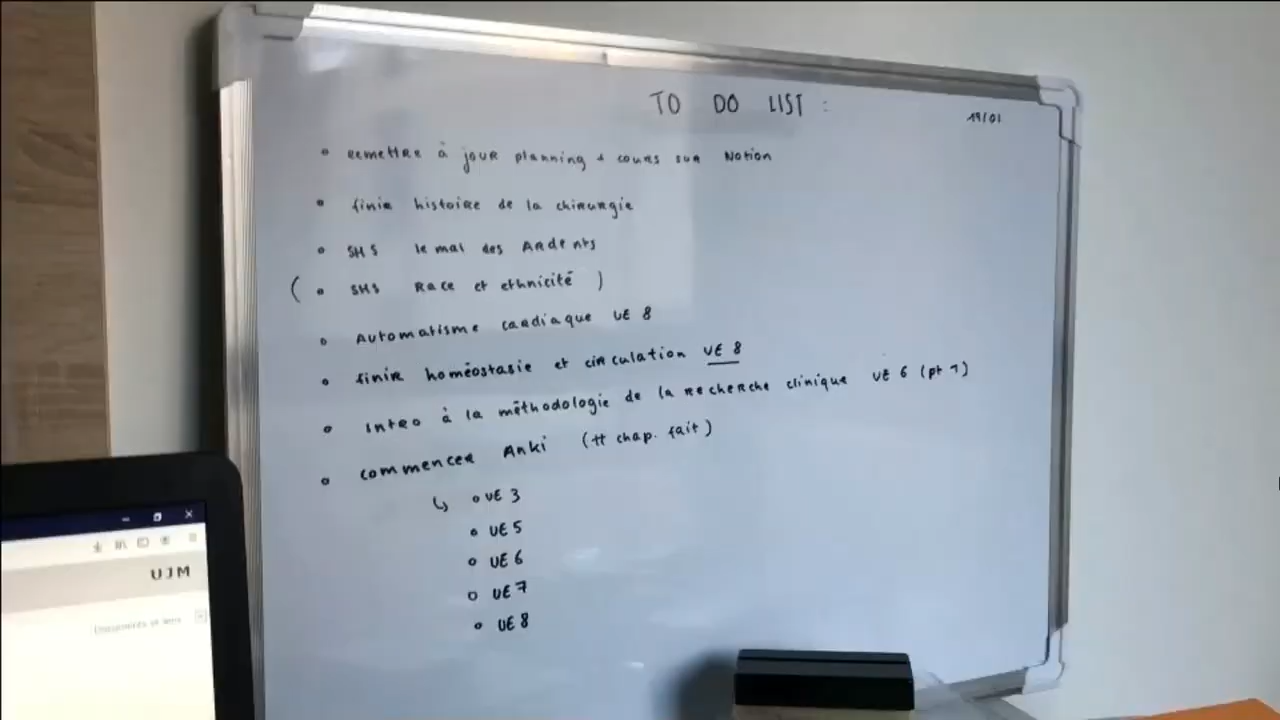 TO DO LIST :
19/01
• remettre à jour planning + cours sur Notion
• finir histoire de la chirurgie
• SHS le mal des Ardents
( • SHS Race et ethnicité )
• Automatisme cardiaque UE 8
• finir homéostasie et circulation UE 8
• intro à la méthodologie de la recherche clinique UE 6 (pt 1)
• commencer Anki (tt chap. fait)
↳ • UE 3
• UE 5
• UE 6
• UE 7
• UE 8
UJM
Documents et liens